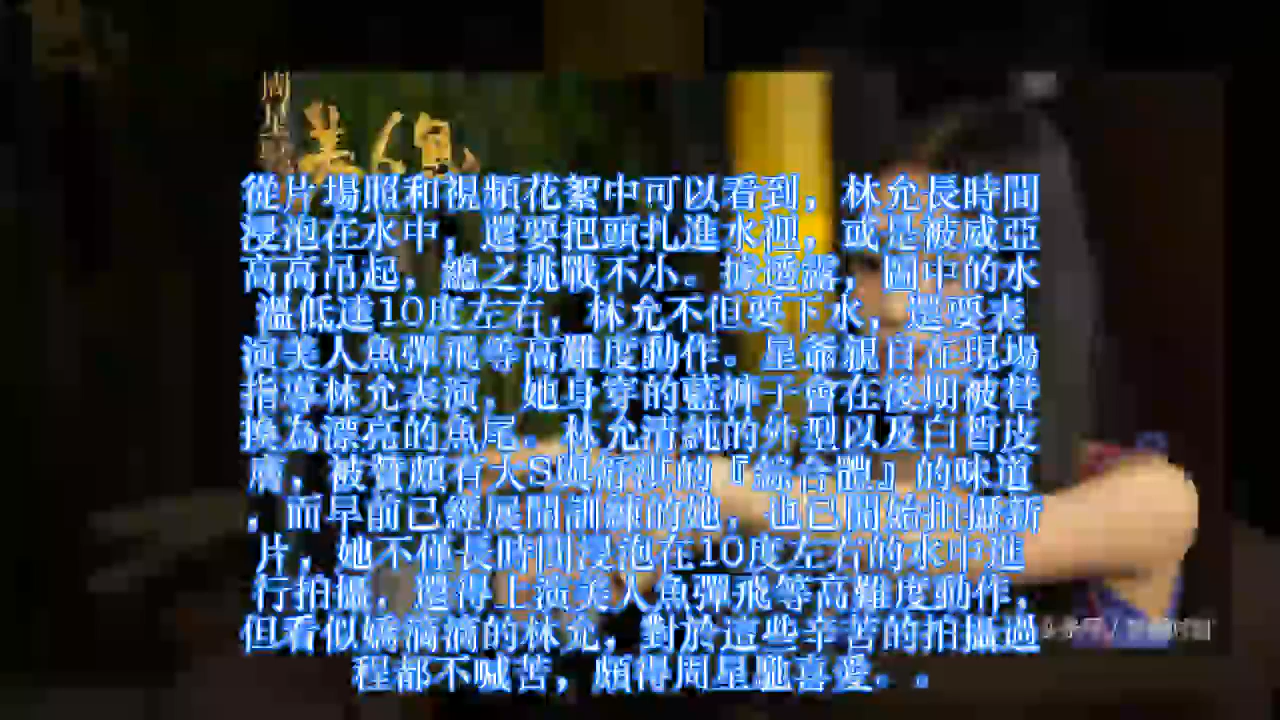 周星馳
美人魚
從片場照和視頻花絮中可以看到，林允長時間
浸泡在水中，還要把頭扎進水裡，或是被威亞
高高吊起，總之挑戰不小。據透露，圖中的水
溫低達10度左右，林允不但要下水，還要表
演美人魚彈飛等高難度動作。星爺親自在現場
指導林允表演，她身穿的藍褲子會在後期被替
換為漂亮的魚尾。林允清純的外型以及白皙皮
膚，被贊頗有大S與舒淇的『綜合體』的味道
，而早前已經展開訓練的她，也已開始拍攝新
片，她不僅長時間浸泡在10度左右的水中進
行拍攝，還得上演美人魚彈飛等高難度動作，
但看似嬌滴滴的林允，對於這些辛苦的拍攝過
程都不喊苦，頗得周星馳喜愛。.